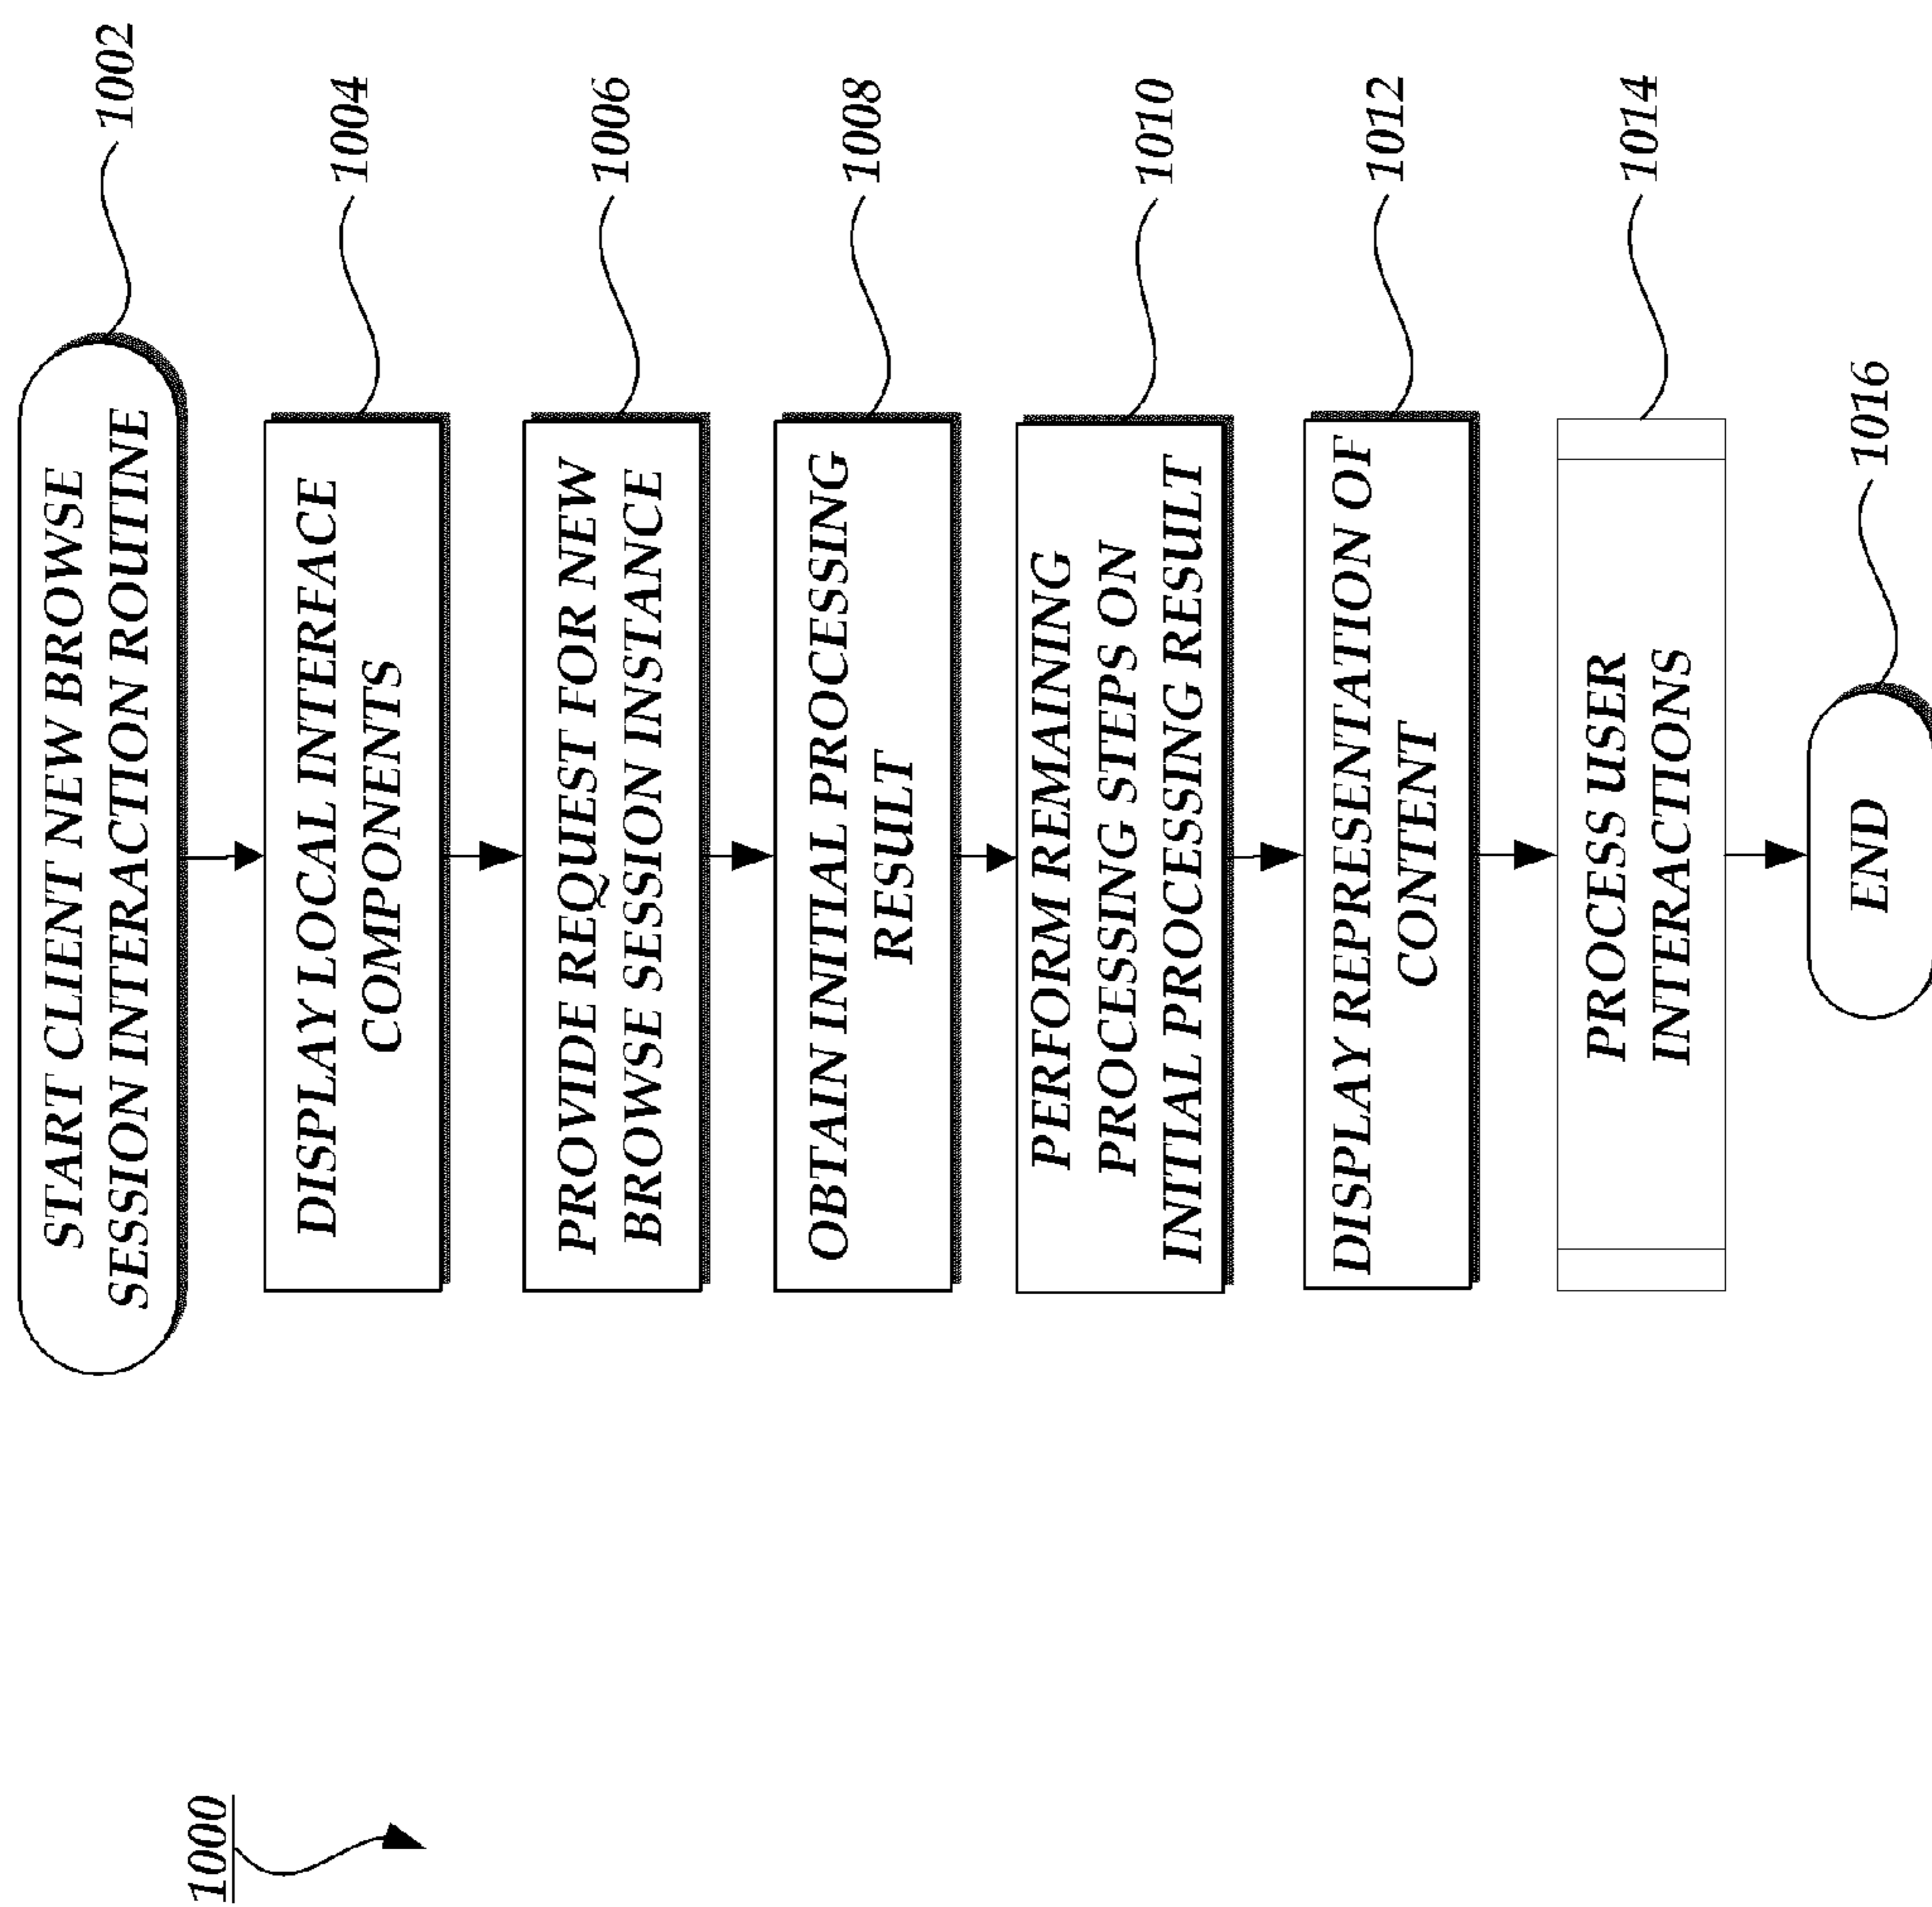 1000
START CLIENT NEW BROWSE
SESSION INTERACTION ROUTINE
1002
DISPLAY LOCAL INTERFACE
COMPONENTS
1004
PROVIDE REQUEST FOR NEW
BROWSE SESSION INSTANCE
1006
OBTAIN INITIAL PROCESSING
RESULT
1008
PERFORM REMAINING
PROCESSING STEPS ON
INITIAL PROCESSING RESULT
1010
DISPLAY REPRESENTATION OF
CONTENT
1012
PROCESS USER
INTERACTIONS
1014
END
1016